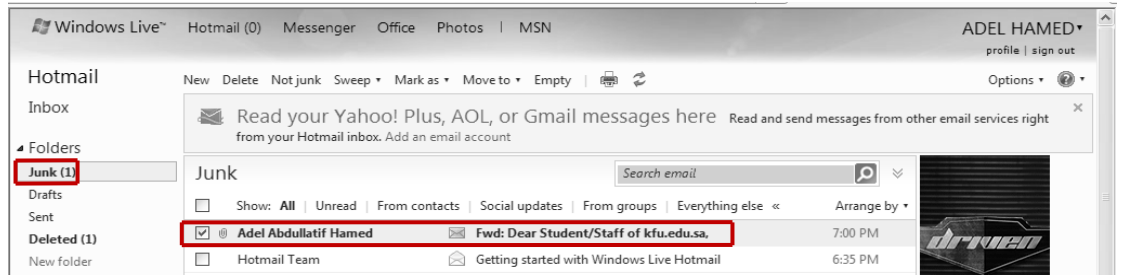 Windows Live™ Hotmail (0) Messenger Office Photos | MSN ADEL HAMED
profile | sign out
Hotmail New Delete Not junk Sweep Mark as Move to Empty | Options
Inbox
Read your Yahoo! Plus, AOL, or Gmail messages here Read and send messages from other email services right
from your Hotmail inbox. Add an email account
Folders
Junk (1) Junk Search email
Drafts
Show: All | Unread | From contacts | Social updates | From groups | Everything else « Arrange by
Sent
Deleted (1) Adel Abdullatif Hamed Fwd: Dear Student/Staff of kfu.edu.sa, 7:00 PM
New folder Hotmail Team Getting started with Windows Live Hotmail 6:35 PM
driven